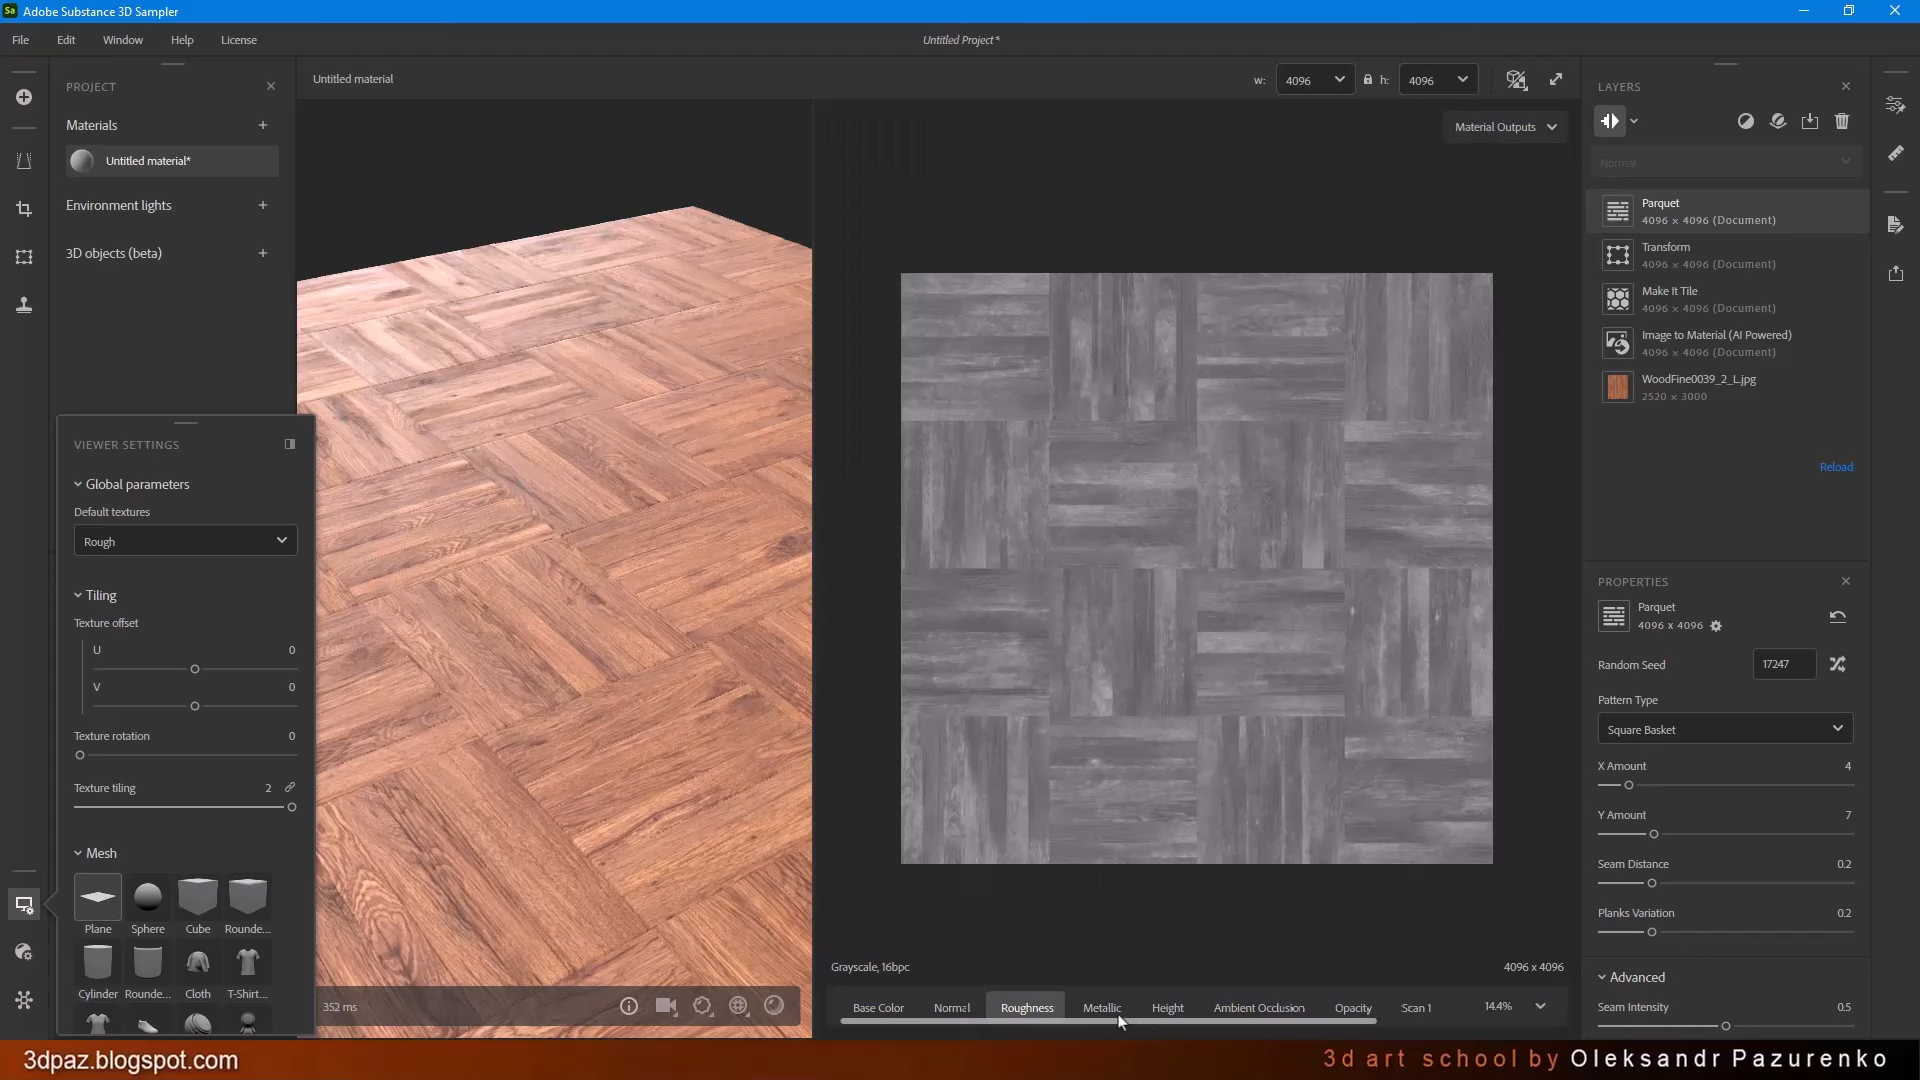 Sa Adobe Substance 3D Sampler
File Edit Window Help License
Untitled Project*
PROJECT
Materials
Untitled material*
Environment lights
3D objects (beta)
VIEWER SETTINGS
Global parameters
Default textures
Rough
Tiling
Texture offset
U 0
V 0
Texture rotation 0
Texture tiling 2
Mesh
Plane Sphere Cube Rounde...
Cylinder Rounde... Cloth T-Shirt...
Untitled material
w: 4096 h: 4096
Material Outputs
352 ms
Grayscale, 16bpc
4096 x 4096
Base Color Normal Roughness Metallic Height Ambient Occlusion Opacity Scan 1 14.4%
LAYERS
Normal
Parquet
4096 × 4096 (Document)
Transform
4096 × 4096 (Document)
Make It Tile
4096 × 4096 (Document)
Image to Material (AI Powered)
4096 × 4096 (Document)
WoodFine0039_2_L.jpg
2520 × 3000
Reload
PROPERTIES
Parquet
4096 x 4096
Random Seed 17247
Pattern Type
Square Basket
X Amount 4
Y Amount 7
Seam Distance 0.2
Planks Variation 0.2
Advanced
Seam Intensity 0.5
3dpaz.blogspot.com
3d art school by Oleksandr Pazurenko